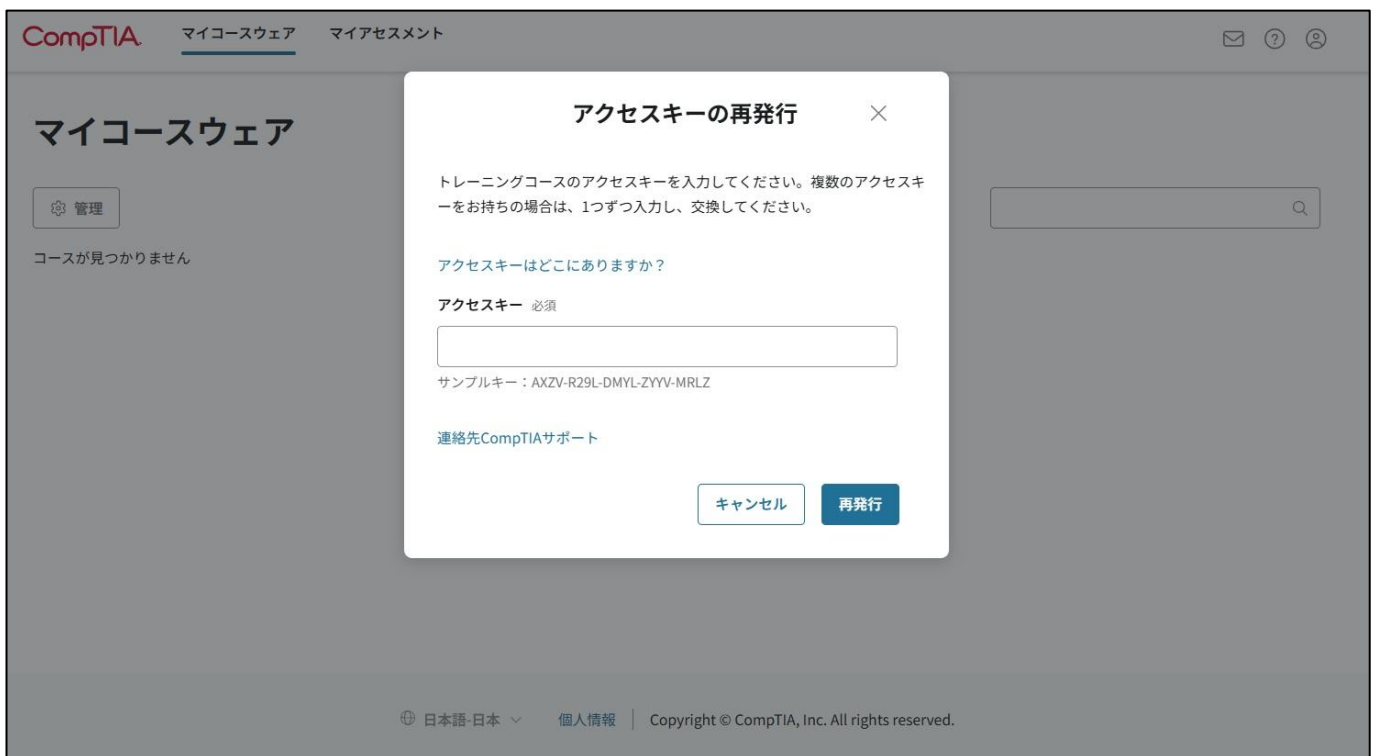 CompTIA. マイコースウェア マイアセスメント
マイコースウェア
管理
コースが見つかりません
アクセスキーの再発行
トレーニングコースのアクセスキーを入力してください。複数のアクセスキ
ーをお持ちの場合は、1つずつ入力し、交換してください。
アクセスキーはどこにありますか？
アクセスキー 必須
サンプルキー：AXZV-R29L-DMYL-ZYYV-MRLZ
連絡先CompTIAサポート
キャンセル 再発行
日本語-日本 個人情報 Copyright © CompTIA, Inc. All rights reserved.